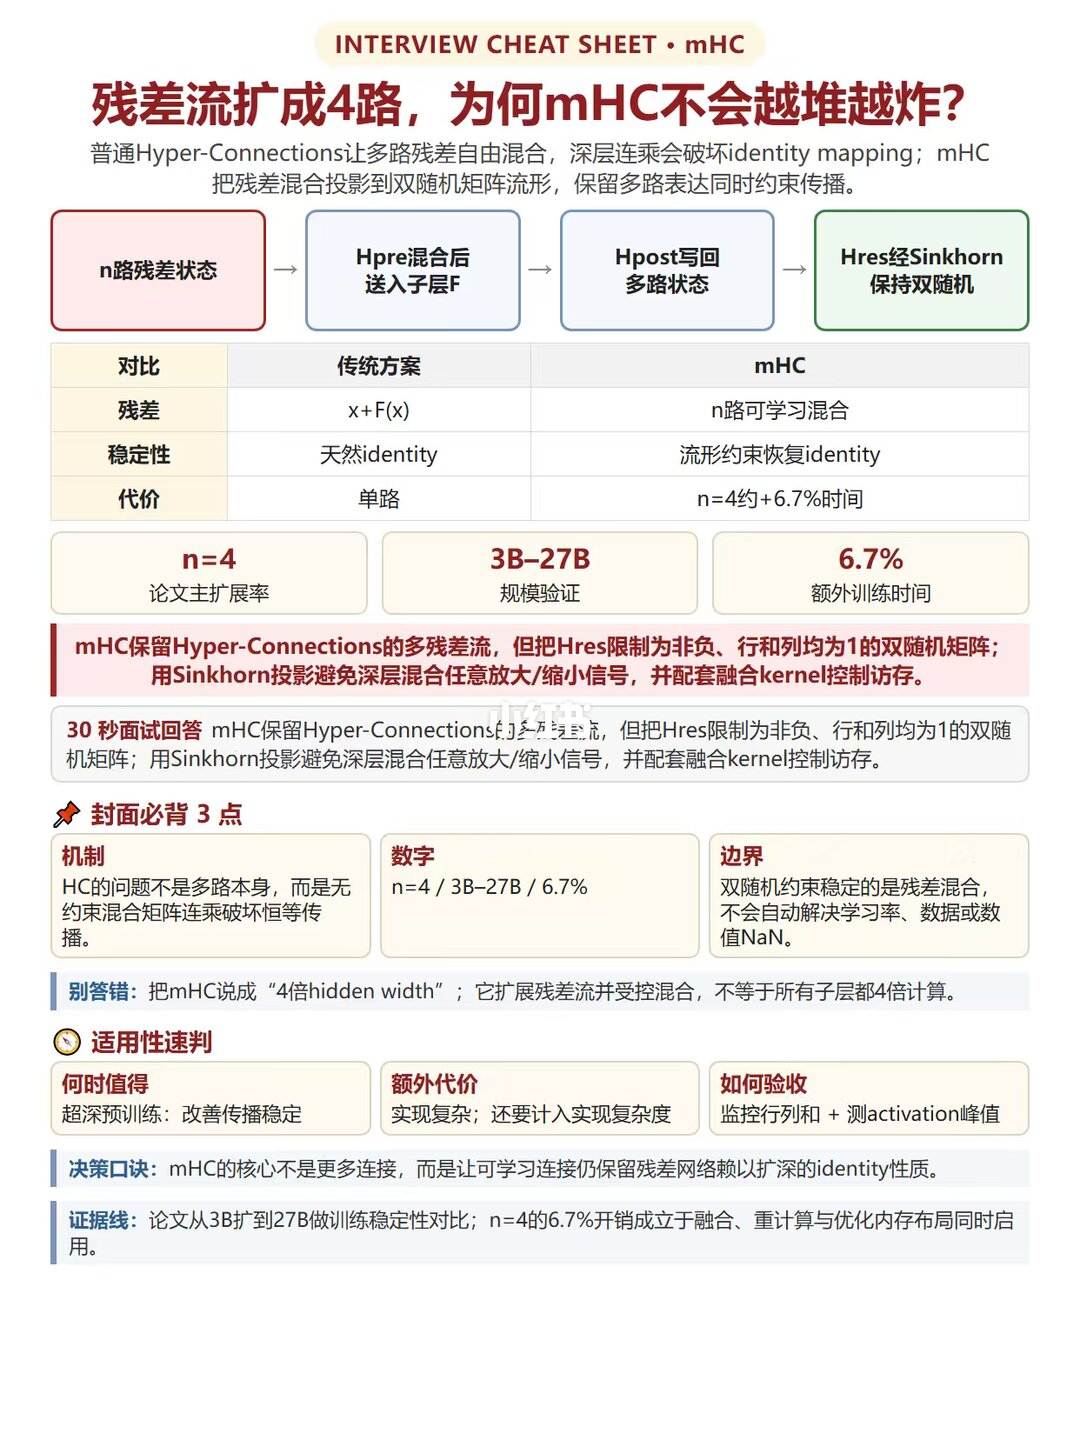 INTERVIEW CHEAT SHEET • mHC
残差流扩成4路，为何mHC不会越堆越炸？
普通Hyper-Connections让多路残差自由混合，深层连乘会破坏identity mapping；mHC
把残差混合投影到双随机矩阵流形，保留多路表达同时约束传播。
n路残差状态
→
Hpre混合后
送入子层F
→
Hpost写回
多路状态
→
Hres经Sinkhorn
保持双随机
对比 传统方案 mHC
残差 x+F(x) n路可学习混合
稳定性 天然identity 流形约束恢复identity
代价 单路 n=4约+6.7%时间
n=4
论文主扩展率
3B–27B
规模验证
6.7%
额外训练时间
mHC保留Hyper-Connections的多残差流，但把Hres限制为非负、行和列均为1的双随机矩阵；
用Sinkhorn投影避免深层混合任意放大/缩小信号，并配套融合kernel控制访存。
小红书
30 秒面试回答 mHC保留Hyper-Connections的多残差流，但把Hres限制为非负、行和列均为1的双随
机矩阵；用Sinkhorn投影避免深层混合任意放大/缩小信号，并配套融合kernel控制访存。
📌 封面必背 3 点
机制
HC的问题不是多路本身，而是无
约束混合矩阵连乘破坏恒等传
播。
数字
n=4 / 3B–27B / 6.7%
边界
双随机约束稳定的是残差混合，
不会自动解决学习率、数据或数
值NaN。
别答错：把mHC说成“4倍hidden width”；它扩展残差流并受控混合，不等于所有子层都4倍计算。
🧭 适用性速判
何时值得
超深预训练：改善传播稳定
额外代价
实现复杂；还要计入实现复杂度
如何验收
监控行列和 + 测activation峰值
决策口诀：mHC的核心不是更多连接，而是让可学习连接仍保留残差网络赖以扩深的identity性质。
证据线：论文从3B扩到27B做训练稳定性对比；n=4的6.7%开销成立于融合、重计算与优化内存布局同时启
用。